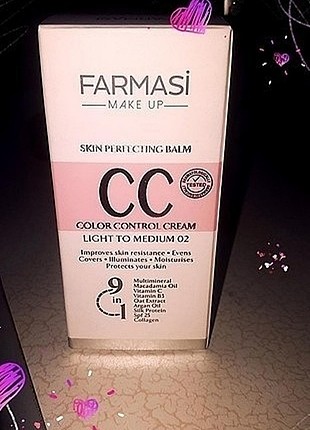 FARMASİ
MAKE UP
SKIN PERFECTING BALM
CC
TESTED
COLOR CONTROL CREAM
LIGHT TO MEDIUM 02
Improves skin resistance • Evens
Covers • Illuminates • Moisturises
Protects your skin
9 in 1
Multimineral
Macadamia Oil
Vitamin C
Vitamin B5
Oat Extract
Argan Oil
Silk Protein
Spf 25
Collagen